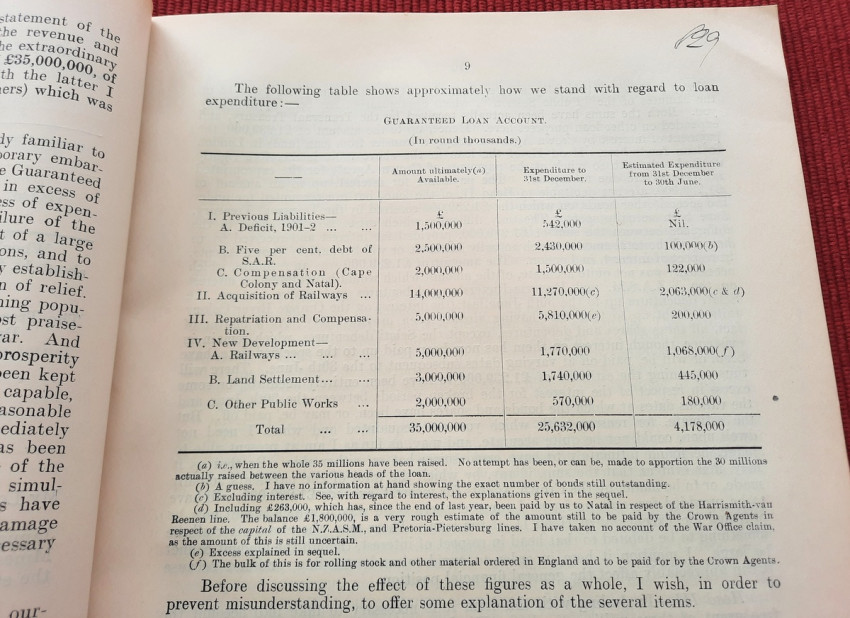 statement of the
the revenue and
he extraordinary
£35,000,000, of
th the latter I
ers) which was
dy familiar to
porary embar-
e Guaranteed
in excess of
ss of expen-
ilure of the
t of a large
ons, and to
y establish-
n of relief.
ning popu-
st praise-
ar. And
prosperity
een kept
capable,
asonable
ediately
as been
of the
simul-
s have
amage
essary
our-
9
The following table shows approximately how we stand with regard to loan
expenditure:—
GUARANTEED LOAN ACCOUNT.
(In round thousands.)
—— Amount ultimately(a) Available. Expenditure to 31st December. Estimated Expenditure from 31st December to 30th June.
I. Previous Liabilities— £ £ £
A. Deficit, 1901–2 ... ... 1,500,000 542,000 Nil.
B. Five per cent. debt of S.A.R. 2,500,000 2,430,000 100,000(b)
C. Compensation (Cape Colony and Natal). 2,000,000 1,500,000 122,000
II. Acquisition of Railways ... 14,000,000 11,270,000(c) 2,063,000(c & d)
III. Repatriation and Compensa- tion. 5,000,000 5,810,000(e) 200,000
IV. New Development—
A. Railways ... ... ... 5,000,000 1,770,000 1,068,000(f)
B. Land Settlement... ... 3,000,000 1,740,000 445,000
C. Other Public Works ... 2,000,000 570,000 180,000
Total ... ... 35,000,000 25,632,000 4,178,000
(a) i.e., when the whole 35 millions have been raised. No attempt has been, or can be, made to apportion the 30 millions
actually raised between the various heads of the loan.
(b) A guess. I have no information at hand showing the exact number of bonds still outstanding.
(c) Excluding interest. See, with regard to interest, the explanations given in the sequel.
(d) Including £263,000, which has, since the end of last year, been paid by us to Natal in respect of the Harrismith-van
Reenen line. The balance £1,800,000, is a very rough estimate of the amount still to be paid by the Crown Agents in
respect of the capital of the N.Z.A.S.M., and Pretoria-Pietersburg lines. I have taken no account of the War Office claim,
as the amount of this is still uncertain.
(e) Excess explained in sequel.
(f) The bulk of this is for rolling stock and other material ordered in England and to be paid for by the Crown Agents.
Before discussing the effect of these figures as a whole, I wish, in order to
prevent misunderstanding, to offer some explanation of the several items.